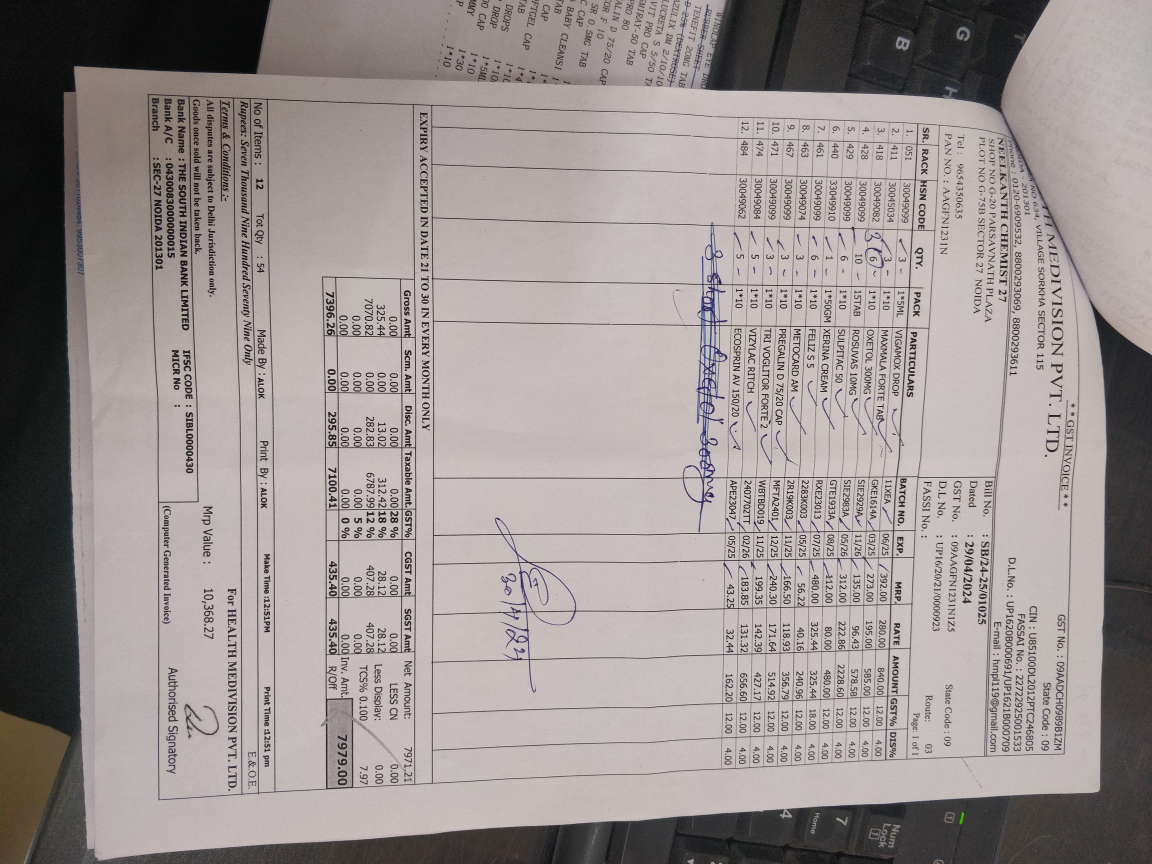 ** GST INVOICE **
GST No. : 09AADCH0989B1ZM
TH MEDIVISION PVT. LTD.
State Code : 09
NO 634, VILLAGE SORKHA SECTOR 115
CIN : U85100DL2012PTC246805
- 201301
FASSAI No. : 22722925001533
Phone : 0120-6909532, 8800293069, 8800293611
D.L.No. : UP1620B000691/UP1621B000709
E-mail : hmpl119@gmail.com
NEELKANTH CHEMIST 27
Bill No. : SB/24-25/01025
SHOP NO G-20 PARSAVNATH PLAZA
Dated : 29/04/2024
PLOT NO G-75B SECTOR 27 NOIDA
GST No. : 09AAGFN1231N1Z5 State Code : 09
D.L No. : UP16/20/21/0000923
Tel : 9654350635
FASSI No. : Route: 03
PAN NO. : AAGFN1231N
Page: 1 of 1
SR. RACK HSN CODE QTY. PACK PARTICULARS BATCH NO. EXP. MRP. RATE AMOUNT GST% DIS%
1. 051 30049099 3 1*5ML VIGAMOX DROP 11XEA 06/25 392.00 280.00 840.00 12.00 4.00
2. 411 30045034 3 1*10 MAXMALA FORTE TAB GKE1614A 03/25 273.00 195.00 585.00 12.00 4.00
3. 418 30049082 3 6 1*10 OXETOL 300MG SIE2929A 11/26 135.00 96.43 578.58 12.00 4.00
4. 428 30049099 10 15TAB ROSUVAS 10MG SIE2983A 05/26 312.00 222.86 2228.60 12.00 4.00
5. 429 30049099 6 1*10 SULPITAC 50 GTE1933A 08/25 112.00 80.00 480.00 12.00 4.00
6. 440 33049910 1 1*50GM XERINA CREAM RXE23013 07/25 480.00 325.44 325.44 18.00 4.00
7. 461 30049099 6 1*10 FELIZ S 5 2283K003 05/25 56.22 40.16 240.96 12.00 4.00
8. 463 30049074 3 1*10 METOCARD AM 2R19K003 11/25 166.50 118.93 356.79 12.00 4.00
9. 467 30049099 3 1*10 PREGALIN D 75/20 CAP MFTA2401 12/25 240.30 171.64 514.92 12.00 4.00
10. 471 30049099 3 1*10 TRI VOGLITOR FORTE 2 WBTBD019 11/25 199.35 142.39 427.17 12.00 4.00
11. 474 30049084 5 1*10 VIZYLAC RITCH 2407702TT 02/26 183.85 131.32 656.60 12.00 4.00
12. 484 30049062 5 1*10 ECOSPRIN AV 150/20 APE23047 05/25 43.25 32.44 162.20 12.00 4.00
3 short Oxetol 300mg
30/4/24
EXPIRY ACCEPTED IN DATE 21 TO 30 IN EVERY MONTH ONLY
Gross Amt Scm. Amt Disc. Amt Taxable Amt. GST% CGST Amt SGST Amt Net Amount: 7971.21
0.00 0.00 0.00 0.00 28 % 0.00 0.00 LESS CN 0.00
325.44 0.00 13.02 312.42 18 % 28.12 28.12 Less Display: 0.00
7070.82 0.00 282.83 6787.99 12 % 407.28 407.28 TCS% 0.100 7.97
0.00 0.00 0.00 0.00 5 % 0.00 0.00
0.00 0.00 0.00 0.00 0 % 0.00 0.00 Inv. Amt. 7979.00
7396.26 0.00 295.85 7100.41 435.40 435.40 R/Off
No of Items : 12 Tot Qty : 54 Made By : ALOK Print By : ALOK Make Time :12:51PM Print Time :12:51 pm
Rupees: Seven Thousand Nine Hundred Seventy Nine Only E.& O.E.
Terms & Conditions :-
For HEALTH MEDIVISION PVT. LTD.
All disputes are subject to Delhi Jurisdiction only.
Mrp Value : 10,368.27
Goods once sold will not be taken back.
Bank Name : THE SOUTH INDIAN BANK LIMITED IFSC CODE : SIBL0000430
Bank A/C : 0430083000000015 MICR No :
Branch : SEC-27 NOIDA 201301
(Computer Generated Invoice)
Authorised Signatory